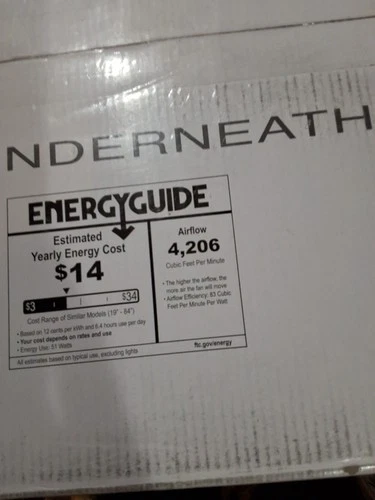 NDERNEATH
ENERGYGUIDE
Estimated
Yearly Energy Cost
$14
$3
$34
Cost Range of Similar Models (19" - 84")
• Based on 12 cents per kWh and 6.4 hours use per day
• Your cost depends on rates and use
• Energy Use: 51 Watts
All estimates based on typical use, excluding lights
Airflow
4,206
Cubic Feet Per Minute
• The higher the airflow, the
more air the fan will move
• Airflow Efficiency: 83 Cubic
Feet Per Minute Per Watt
ftc.gov/energy